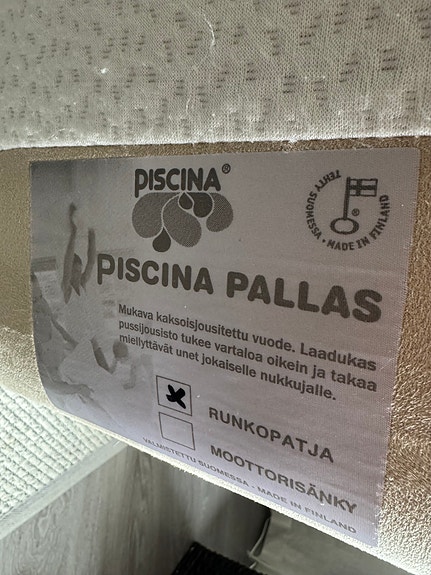 PISCINA®
TEHTY SUOMESSA • MADE IN FINLAND •
PISCINA PALLAS
Mukava kaksoisjousitettu vuode. Laadukas
pussijousisto tukee vartaloa oikein ja takaa
miellyttävät unet jokaiselle nukkujalle.
RUNKOPATJA
MOOTTORISÄNKY
VALMISTETTU SUOMESSA - MADE IN FINLAND